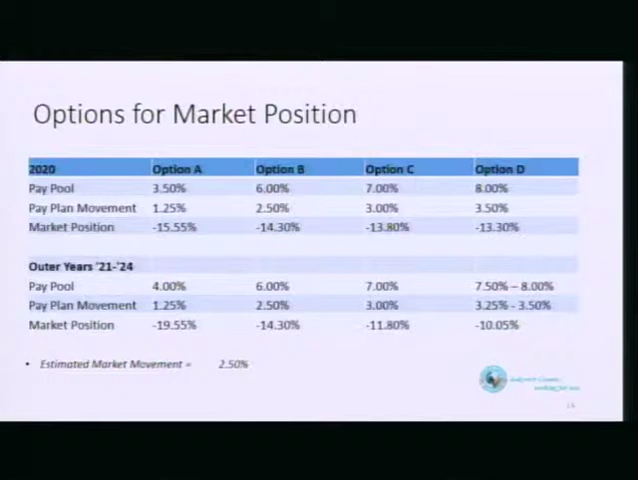 Options for Market Position
2020 Option A Option B Option C Option D
Pay Pool 3.50% 6.00% 7.00% 8.00%
Pay Plan Movement 1.25% 2.50% 3.00% 3.50%
Market Position -15.55% -14.30% -13.80% -13.30%
Outer Years '21-'24
Pay Pool 4.00% 6.00% 7.00% 7.50% – 8.00%
Pay Plan Movement 1.25% 2.50% 3.00% 3.25% - 3.50%
Market Position -19.55% -14.30% -11.80% -10.05%
• Estimated Market Movement = 2.50%